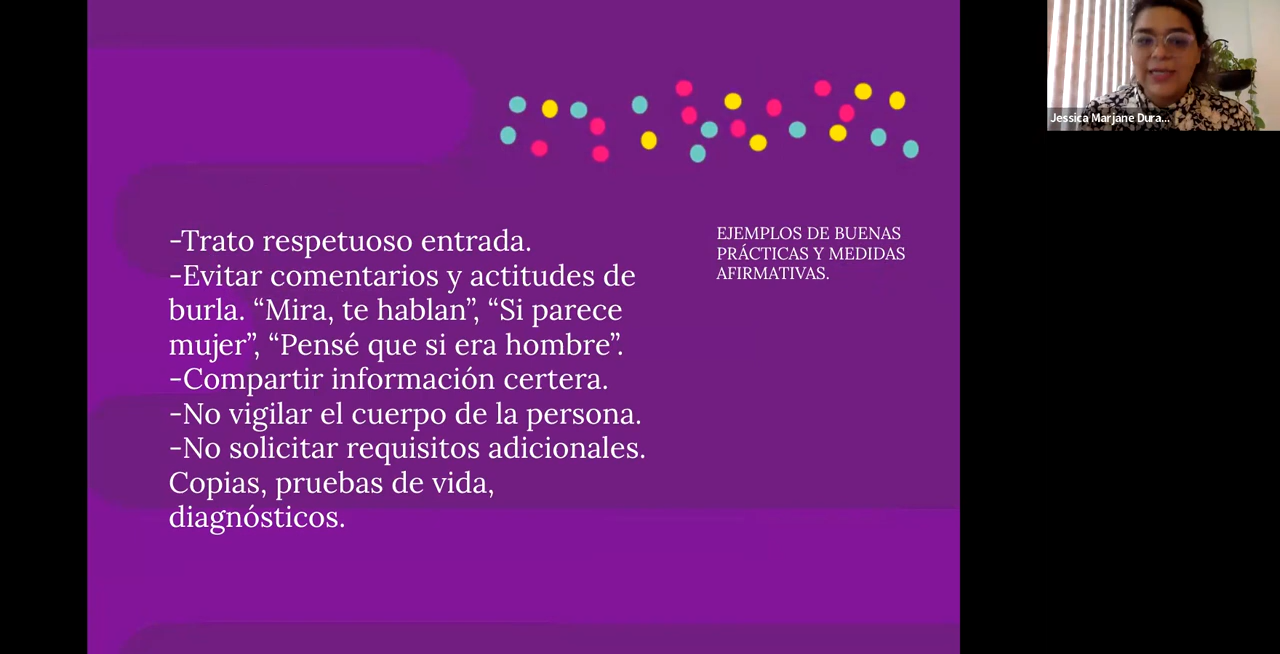 -Trato respetuoso entrada.
-Evitar comentarios y actitudes de
burla. “Mira, te hablan”, “Si parece
mujer”, “Pensé que si era hombre”.
-Compartir información certera.
-No vigilar el cuerpo de la persona.
-No solicitar requisitos adicionales.
Copias, pruebas de vida,
diagnósticos.
EJEMPLOS DE BUENAS
PRÁCTICAS Y MEDIDAS
AFIRMATIVAS.
Jessica Marjane Dura...